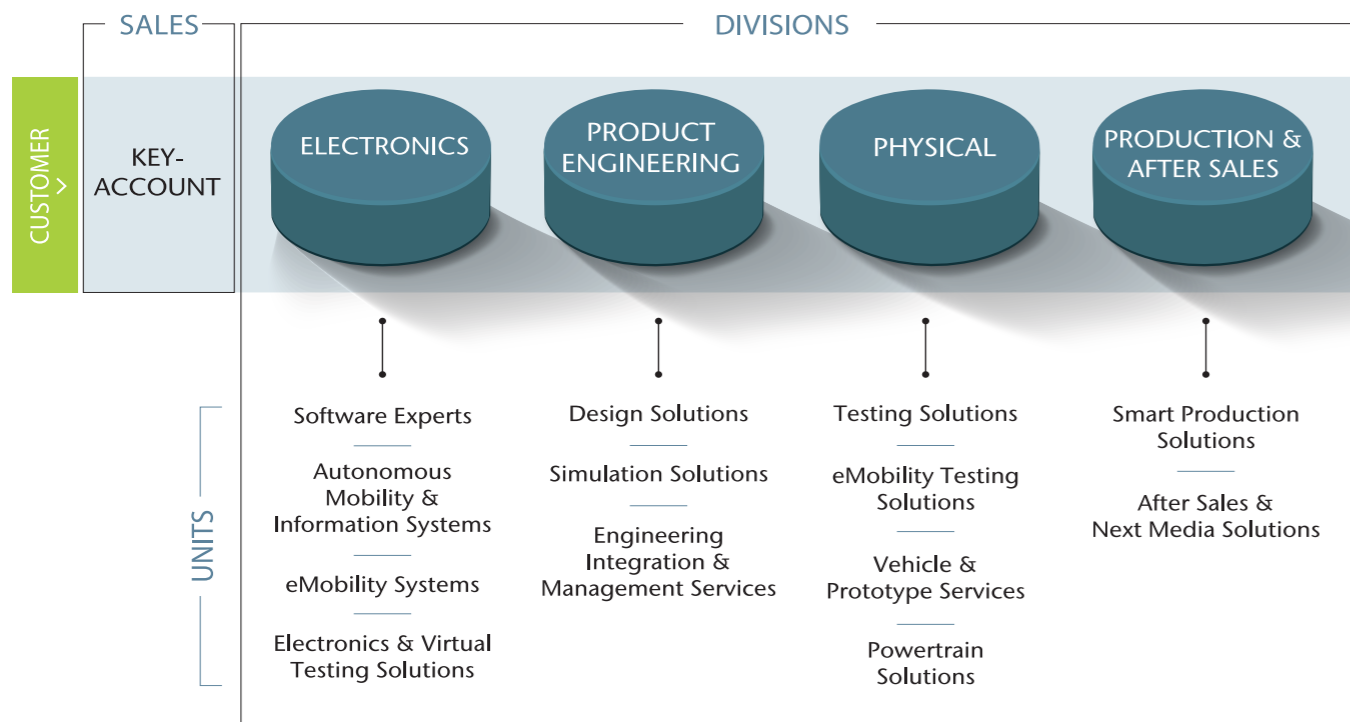 SALES
DIVISIONS
CUSTOMER >
KEY-
ACCOUNT
ELECTRONICS
PRODUCT
ENGINEERING
PHYSICAL
PRODUCTION &
AFTER SALES
UNITS
Software Experts
Autonomous
Mobility &
Information Systems
eMobility Systems
Electronics & Virtual
Testing Solutions
Design Solutions
Simulation Solutions
Engineering
Integration &
Management Services
Testing Solutions
eMobility Testing
Solutions
Vehicle &
Prototype Services
Powertrain
Solutions
Smart Production
Solutions
After Sales &
Next Media Solutions